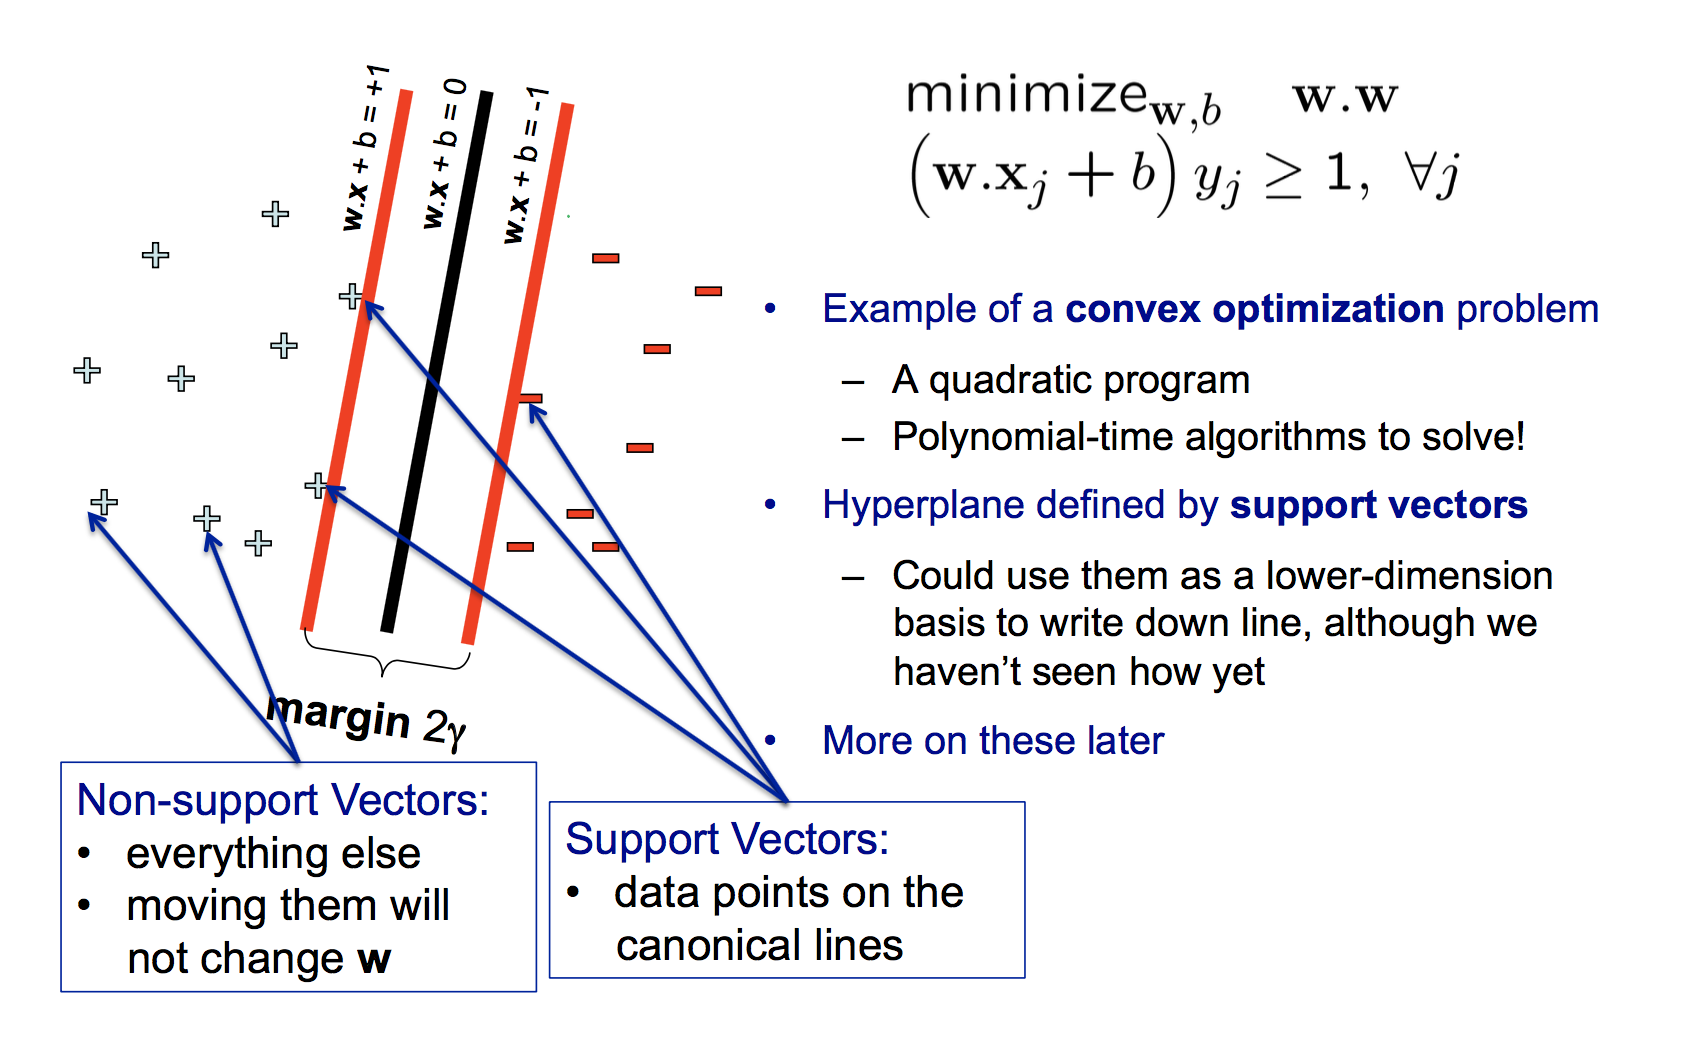 w.x + b = +1
w.x + b = 0
w.x + b = -1
margin 2γ
minimize_{w,b} w.w
(w.x_j + b) y_j ≥ 1, ∀j
• Example of a convex optimization problem
– A quadratic program
– Polynomial-time algorithms to solve!
• Hyperplane defined by support vectors
– Could use them as a lower-dimension
basis to write down line, although we
haven’t seen how yet
• More on these later
Non-support Vectors:
• everything else
• moving them will
not change w
Support Vectors:
• data points on the
canonical lines